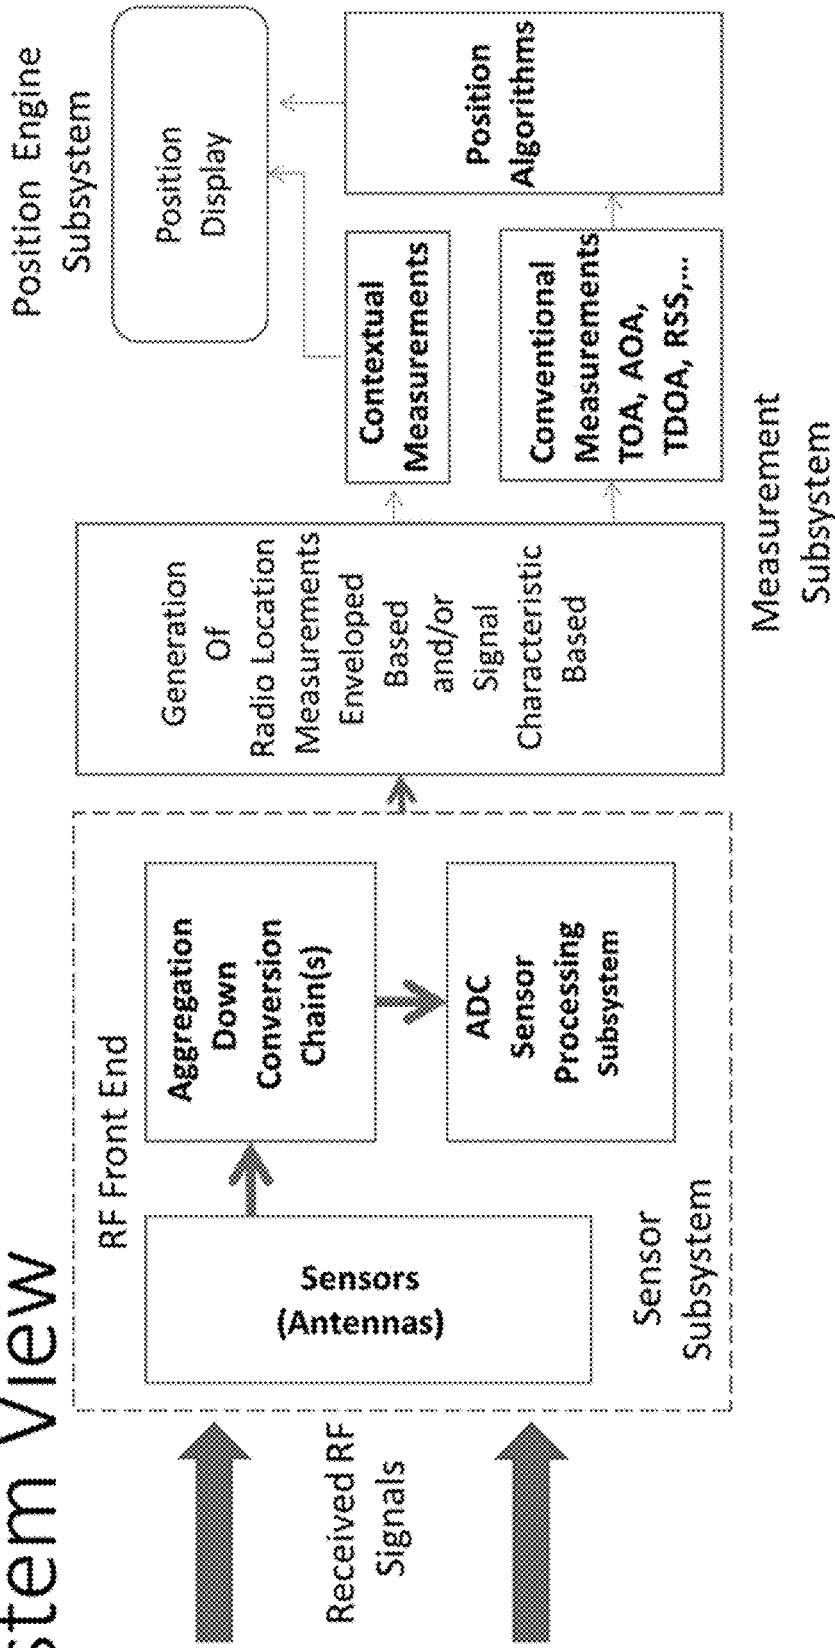 stem View
Received RF
Signals
RF Front End
Sensors
(Antennas)
Aggregation
Down
Conversion
Chain(s)
ADC
Sensor
Processing
Subsystem
Sensor
Subsystem
Generation
Of
Radio Location
Measurements
Enveloped
Based
and/or
Signal
Characteristic
Based
Contextual
Measurements
Conventional
Measurements
TOA, AOA,
TDOA, RSS,...
Measurement
Subsystem
Position Engine
Subsystem
Position
Display
Position
Algorithms